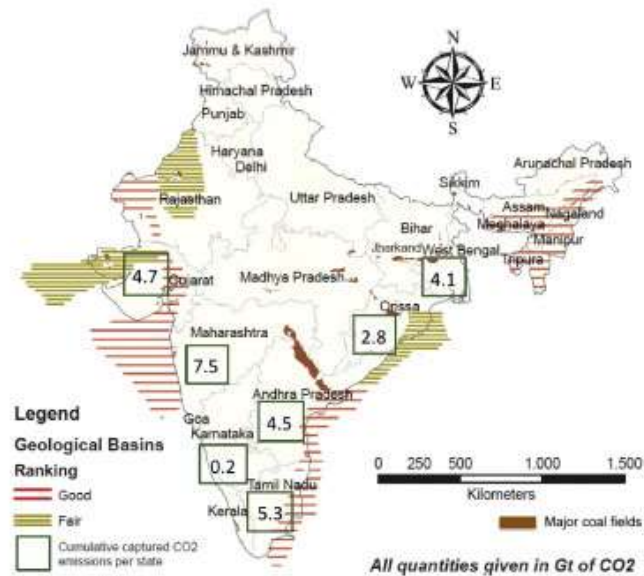 Jammu & Kashmir
Himachal Pradesh
Punjab
Haryana
Delhi
Rajasthan
Uttar Pradesh
Sikkim
Arunachal Pradesh
Assam
Nagaland
Meghalaya
Manipur
Tripura
Bihar
Jharkand
West Bengal
Gujarat
Madhya Pradesh
Orissa
Maharashtra
Andhra Pradesh
Goa
Karnataka
Tamil Nadu
Kerala
4.7
4.1
2.8
7.5
4.5
0.2
5.3
N
W E
S
Legend
Geological Basins
Ranking
Good
Fair
Cumulative captured CO2
emissions per state
0 500 1.000 1.500
Kilometers
Major coal fields
All quantities given in Gt of CO2